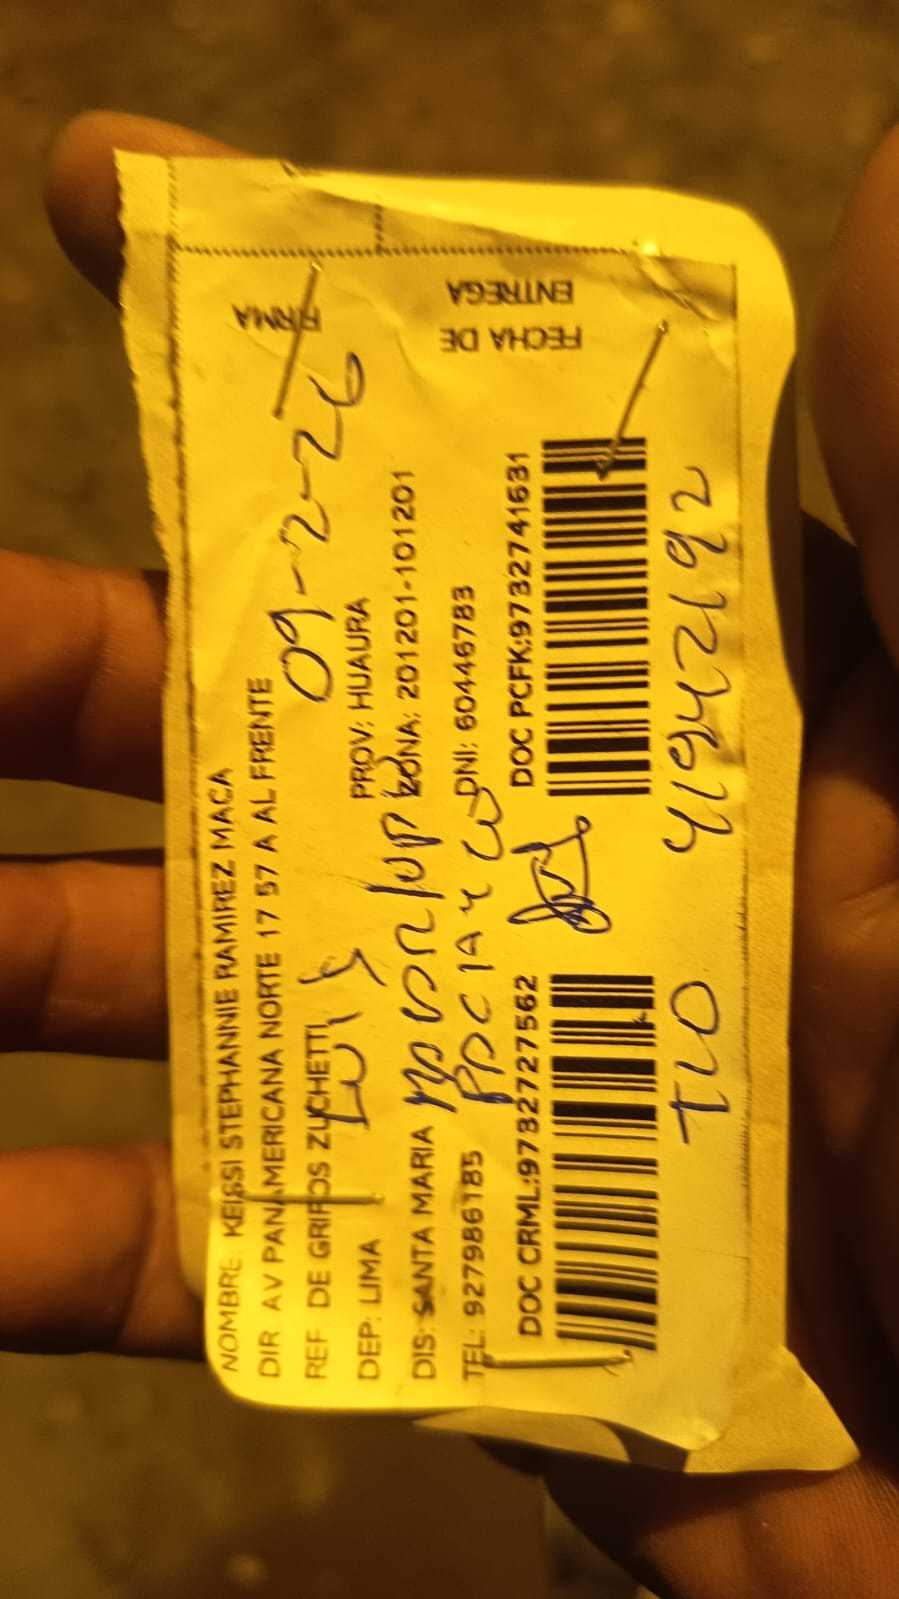 NOMBRE: KEISSI STEPHANNIE RAMIREZ MACA
DIR AV PANAMERICANA NORTE 17 57 A AL FRENTE
REF DE GRIFOS ZUCHETTI
Luis
09-2-26
DEP: LIMA
PROV: HUAURA
DIS: SANTA MARIA
ZONA: 201201-101201
TEL: 927986185
DNI: 60446783
DOC CRML:9732727562
DOC PCFK:9732741631
TIO 41942192
FECHA DE
ENTREGA
FIRMA